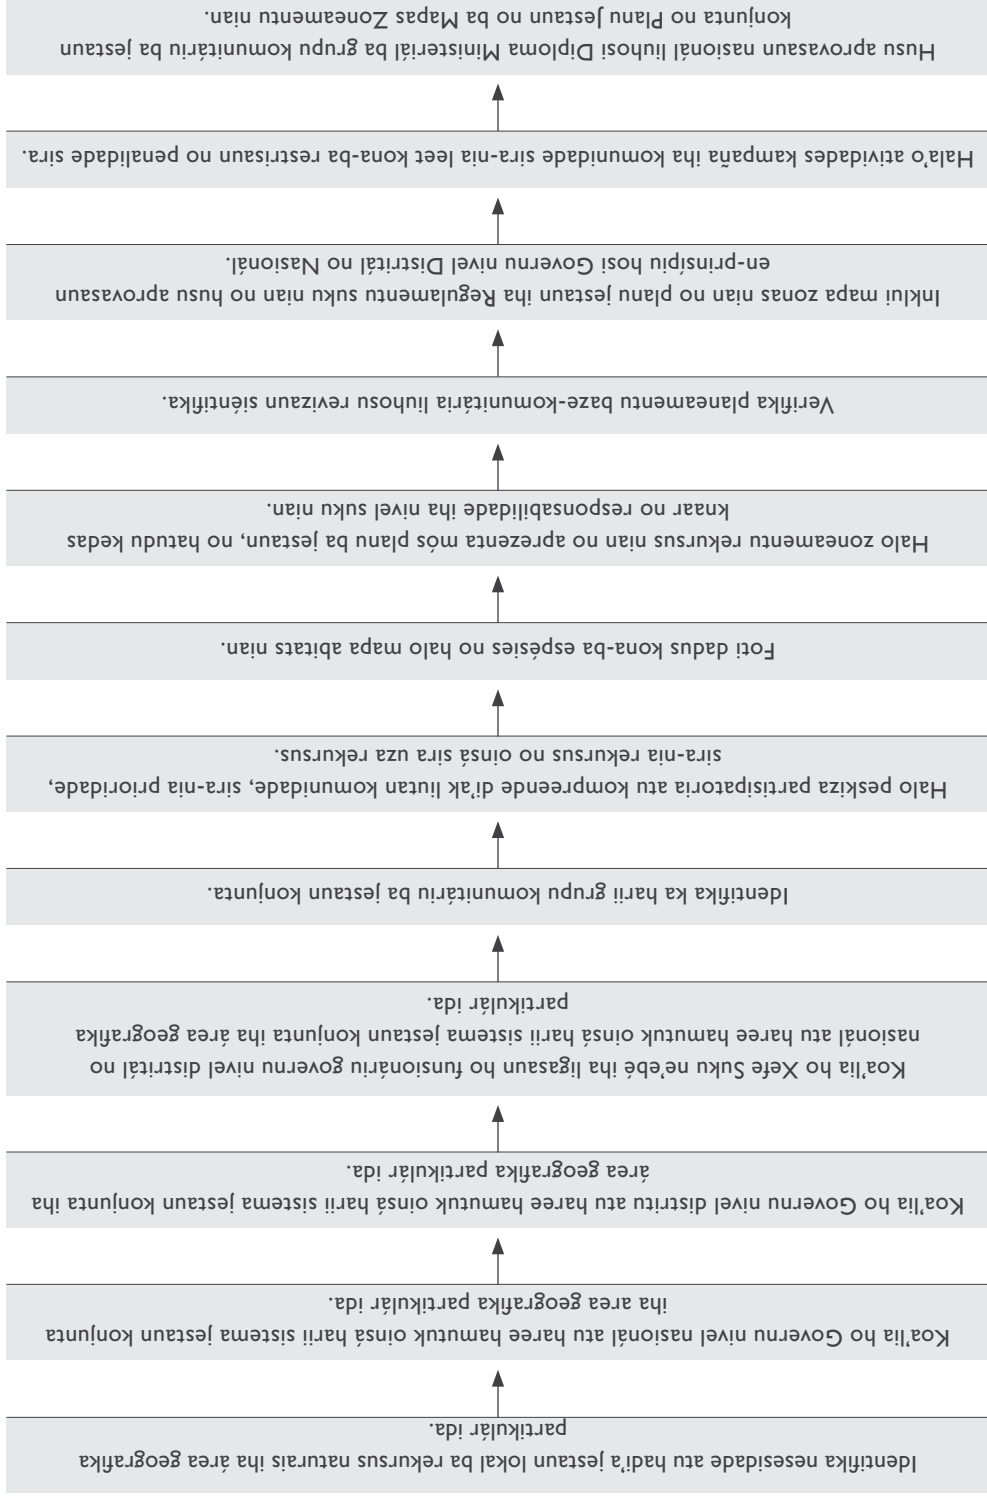 Identifika nesesidade atu hadi'a jestaun lokal ba rekursus naturais iha área geografika
partikulár ida.
Koa'lia ho Governu nivel nasionál atu haree hamutuk oinsá harii sistema jestaun konjunta
iha area geografika partikulár ida.
Koa'lia ho Governu nivel distritu atu haree hamutuk oinsá harii sistema jestaun konjunta iha
área geografika partikulár ida.
Koa'lia ho Xefe Suku ne'ebé iha ligasaun ho funsionáriu governu nivel distritál no
nasionál atu haree hamutuk oinsá harii sistema jestaun konjunta iha área geografika
partikulár ida.
Identifika ka harii grupu komunitáriu ba jestaun konjunta.
Halo peskiza partisipatoria atu kompreende di'ak liutan komunidade, sira-nia prioridade,
sira-nia rekursus no oinsá sira uza rekursus.
Foti dadus kona-ba espésies no halo mapa abitats nian.
Halo zoneamentu rekursus nian no aprezenta mós planu ba jestaun, no hatudu kedas
knaar no responsabilidade iha nivel suku nian.
Verifika planeamentu baze-komunitária liuhosu revizaun siéntifika.
Inklui mapa zonas nian no planu jestaun iha Regulamentu suku nian no husu aprovasaun
en-prinsípiu hosi Governu nivel Distritál no Nasionál.
Hala'o atividades kampaña iha komunidade sira-nia leet kona-ba restrisaun no penalidade sira.
Husu aprovasaun nasionál liuhosi Diploma Ministeriál ba grupu komunitáriu ba jestaun
konjunta no Planu Jestaun no ba Mapas Zoneamentu nian.